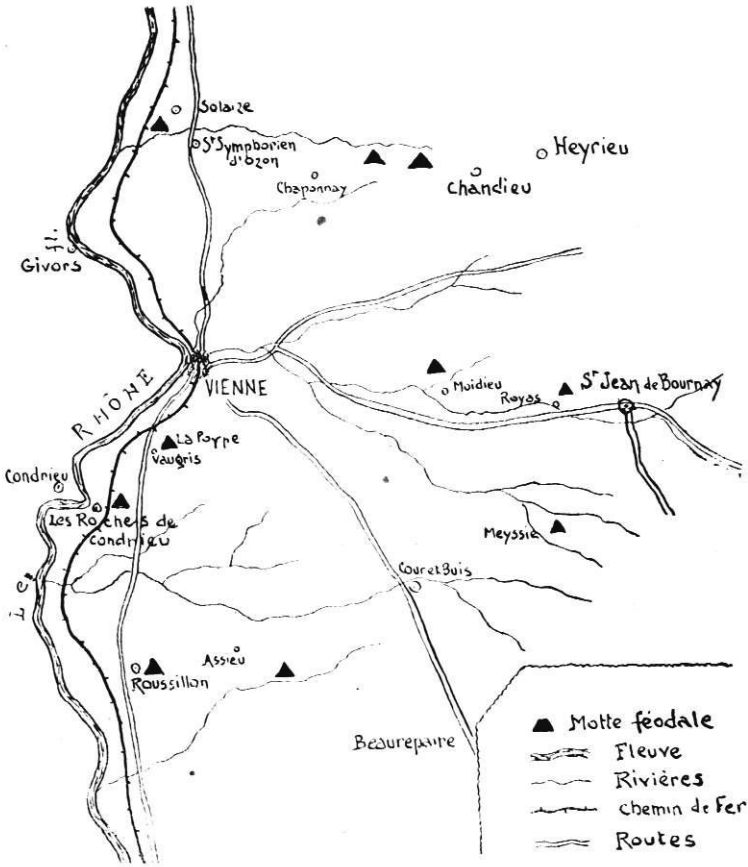 Solaize
St Symphorien
d'Ozon
Heyrieu
Chaponnay
Chandieu
Givors
RHÔNE
VIENNE
Moidieu
Royas
St Jean de Bournay
La Poype
Vaugris
Condrieu
Les Rochers de
Condrieu
Meyssie
Cour et Buis
Le
Assieu
Roussillon
Beaurepaire
Motte féodale
Fleuve
Rivières
Chemin de Fer
Routes